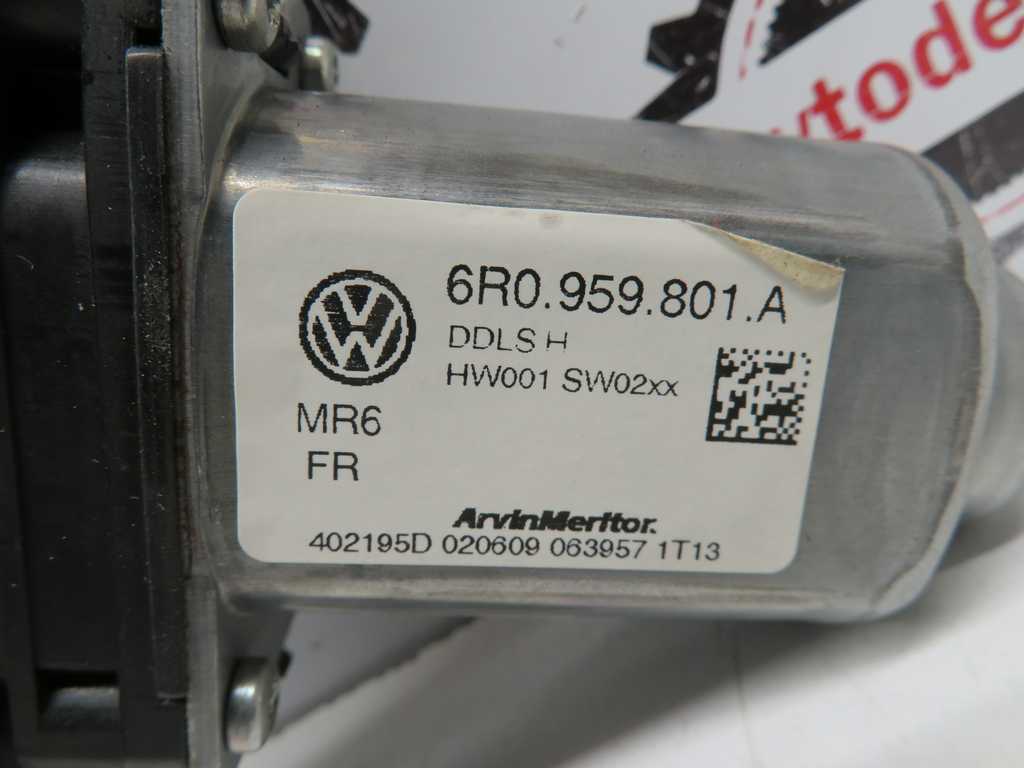 6R0.959.801.A
DDLS H
HW001 SW02xx
MR6
FR
ArvinMeritor.
402195D 020609 063957 1T13